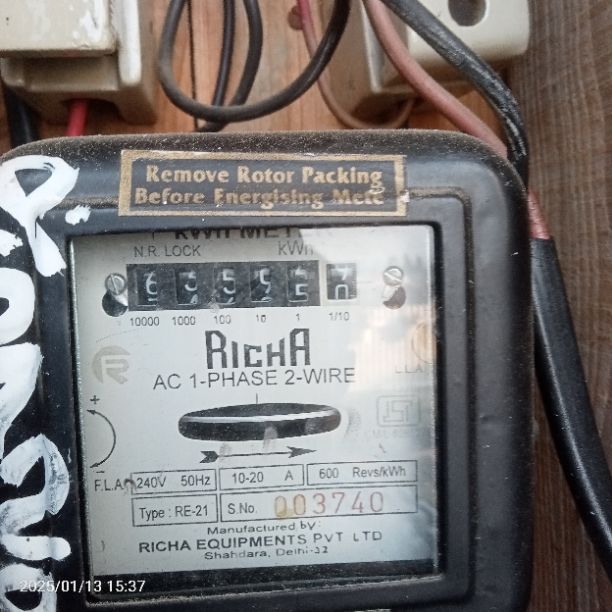 Remove Rotor Packing
Before Energising Mete
kWh METER
N.R. LOCK kWh
10000 1000 100 10 1 1/10
RICHA
AC 1-PHASE 2-WIRE
+
F.L.A. 240V 50Hz 10-20 A 600 Revs/kWh
Type : RE-21 S.No. 003740
Manufactured by :
RICHA EQUIPMENTS PVT LTD
Shahdara, Delhi-32
2025/01/13 15:37